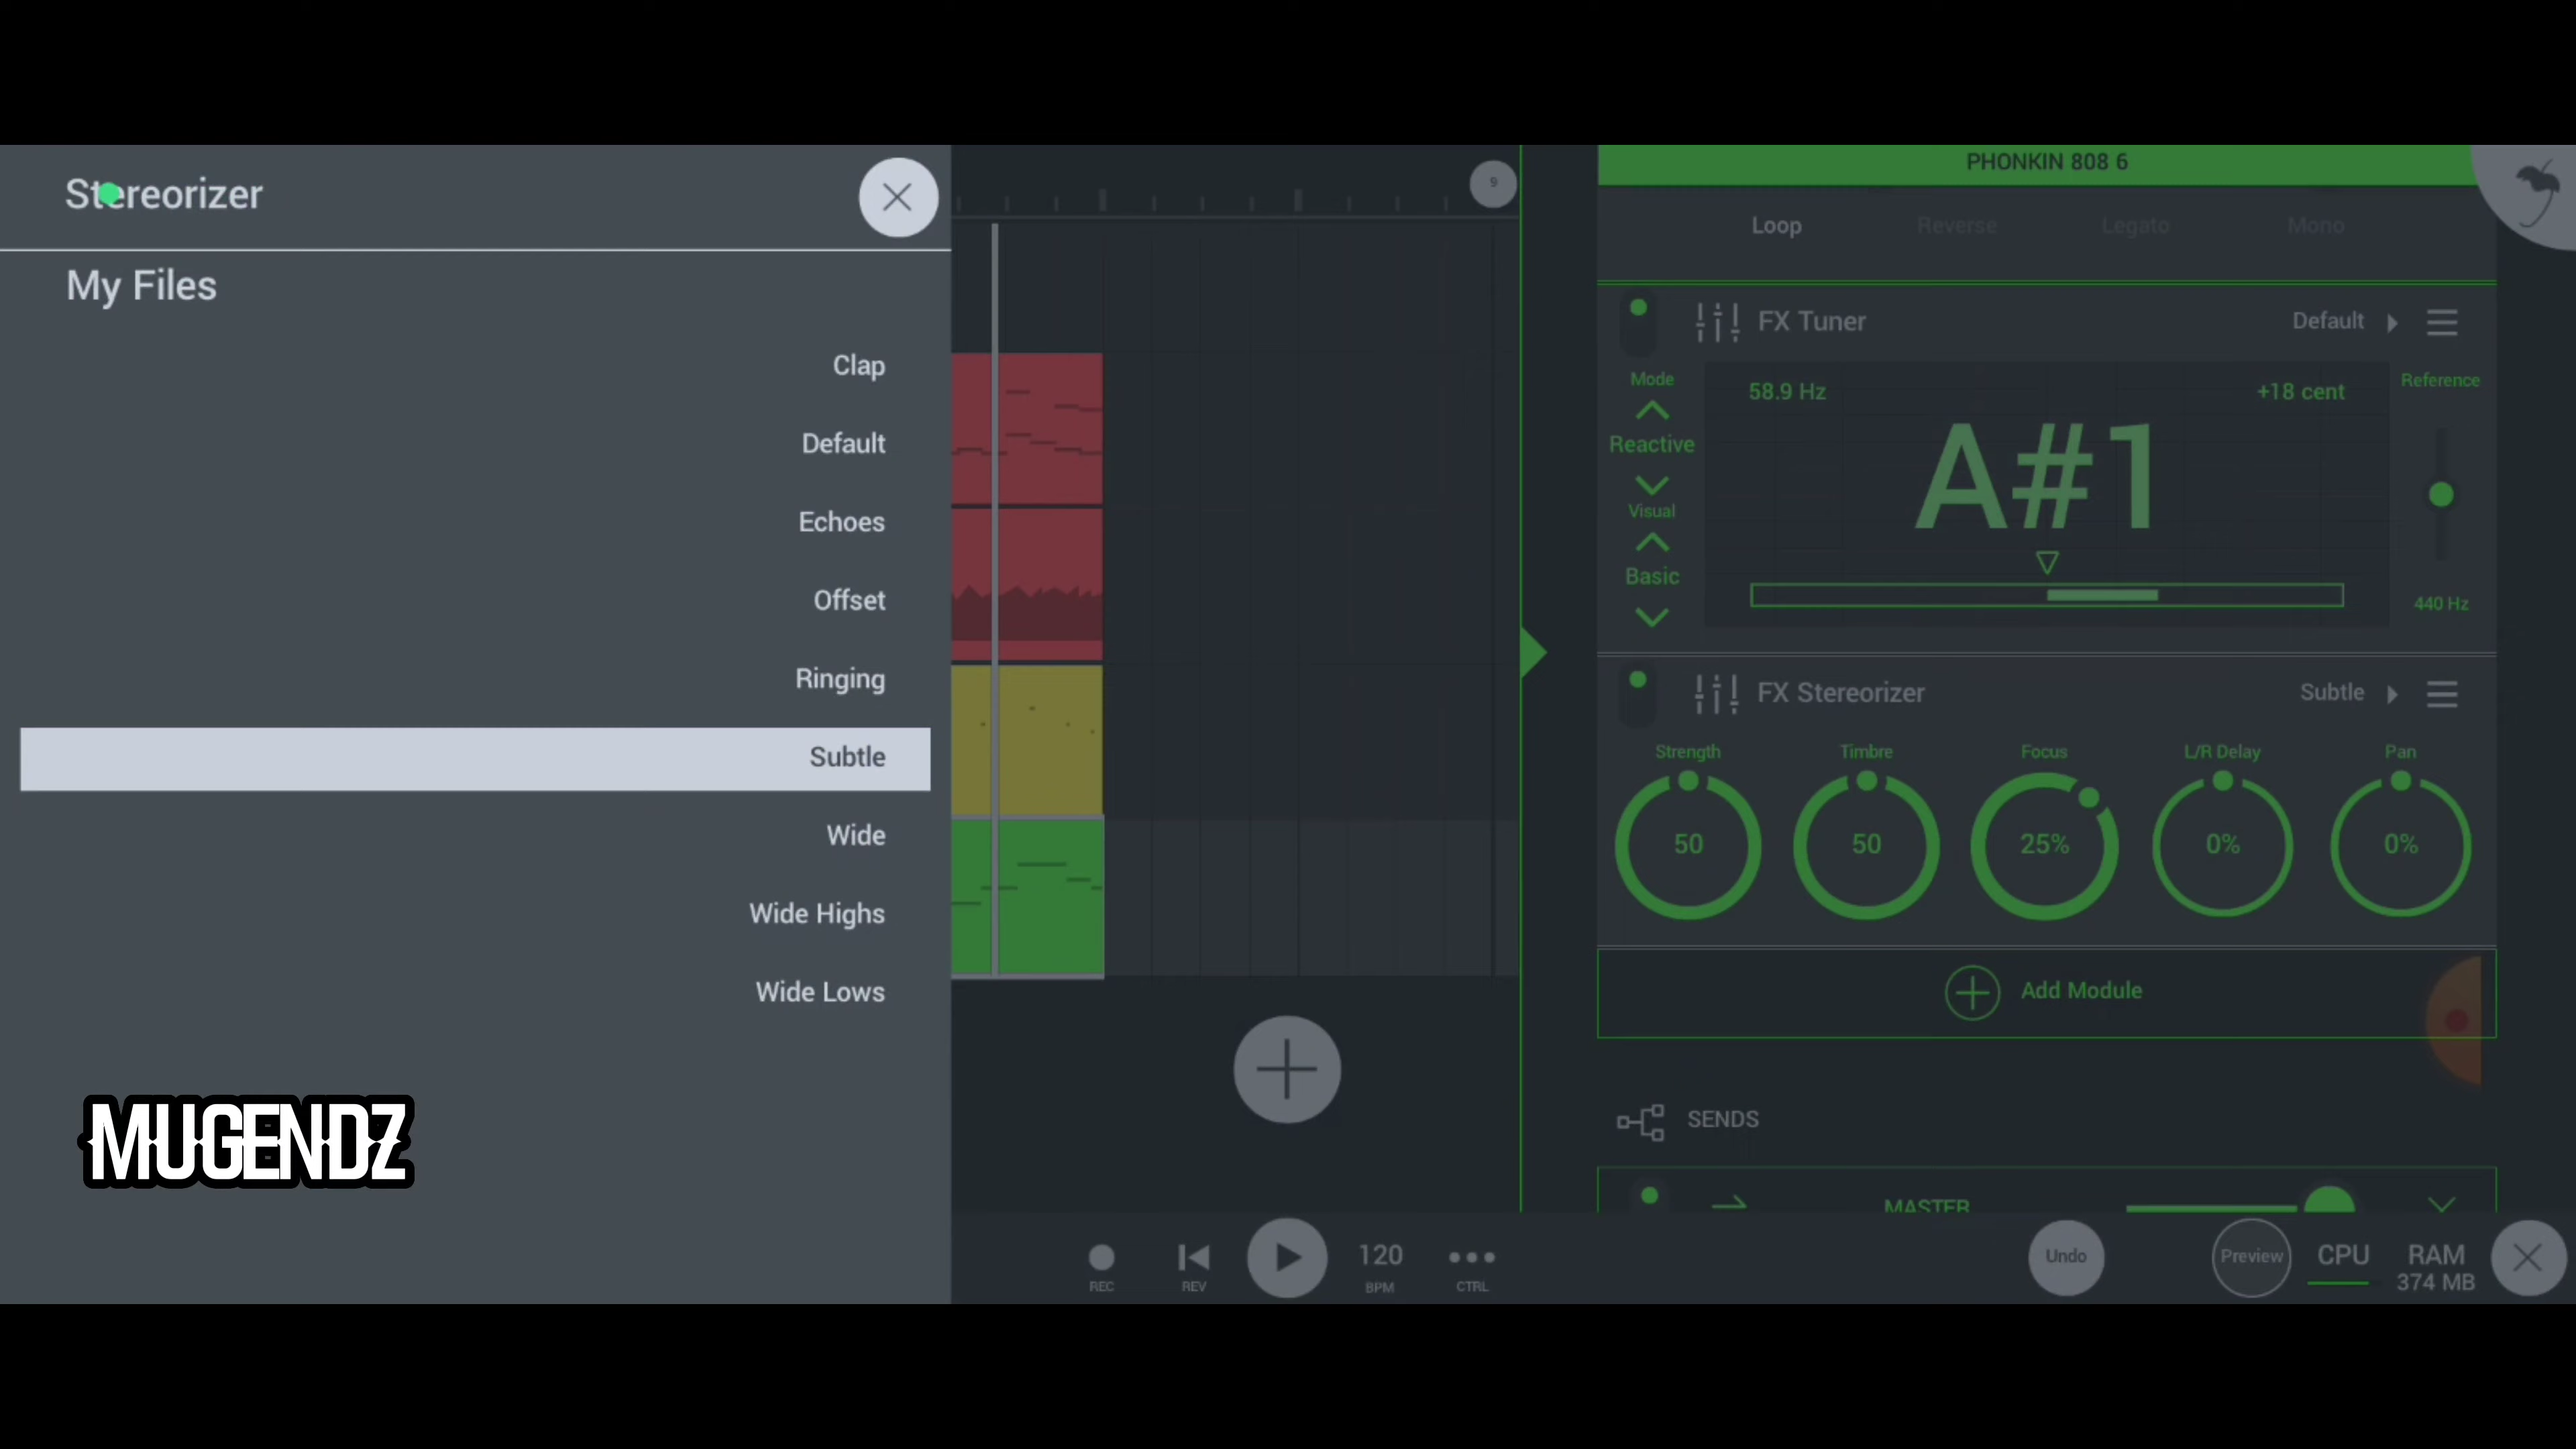 Stereorizer
My Files
Clap
Default
Echoes
Offset
Ringing
Subtle
Wide
Wide Highs
Wide Lows
MUGENDZ
9
REC
REV
120
BPM
CTRL
PHONKIN 808 6
Loop Reverse Legato Mono
FX Tuner Default
Mode
Reactive
Visual
Basic
58.9 Hz +18 cent
A#1
Reference
440 Hz
FX Stereorizer Subtle
Strength Timbre Focus L/R Delay Pan
50 50 25% 0% 0%
Add Module
SENDS
MASTER
Undo Preview CPU RAM
374 MB